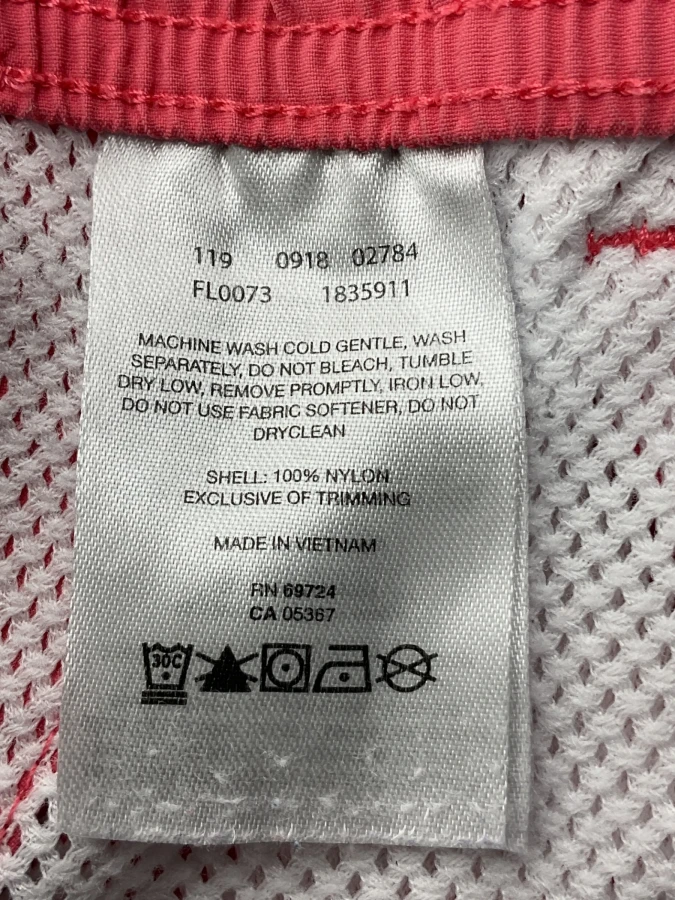 119 0918 02784
FL0073 1835911
MACHINE WASH COLD GENTLE, WASH
SEPARATELY, DO NOT BLEACH, TUMBLE
DRY LOW, REMOVE PROMPTLY, IRON LOW,
DO NOT USE FABRIC SOFTENER, DO NOT
DRYCLEAN
SHELL: 100% NYLON
EXCLUSIVE OF TRIMMING
MADE IN VIETNAM
RN 69724
CA 05367
30C